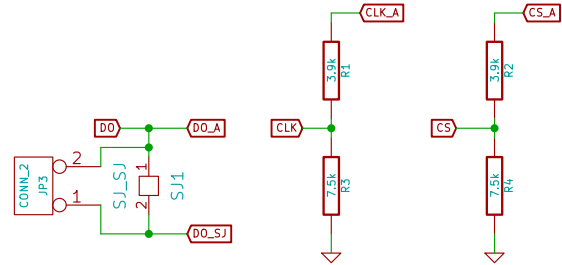 CLK_A
CS_A
3.9k
R1
3.9k
R2
DO
DO_A
CLK
CS
2
1
CONN_2
JP3
1
2
SJ_SJ
SJ1
7.5k
R3
7.5k
R4
DO_SJ